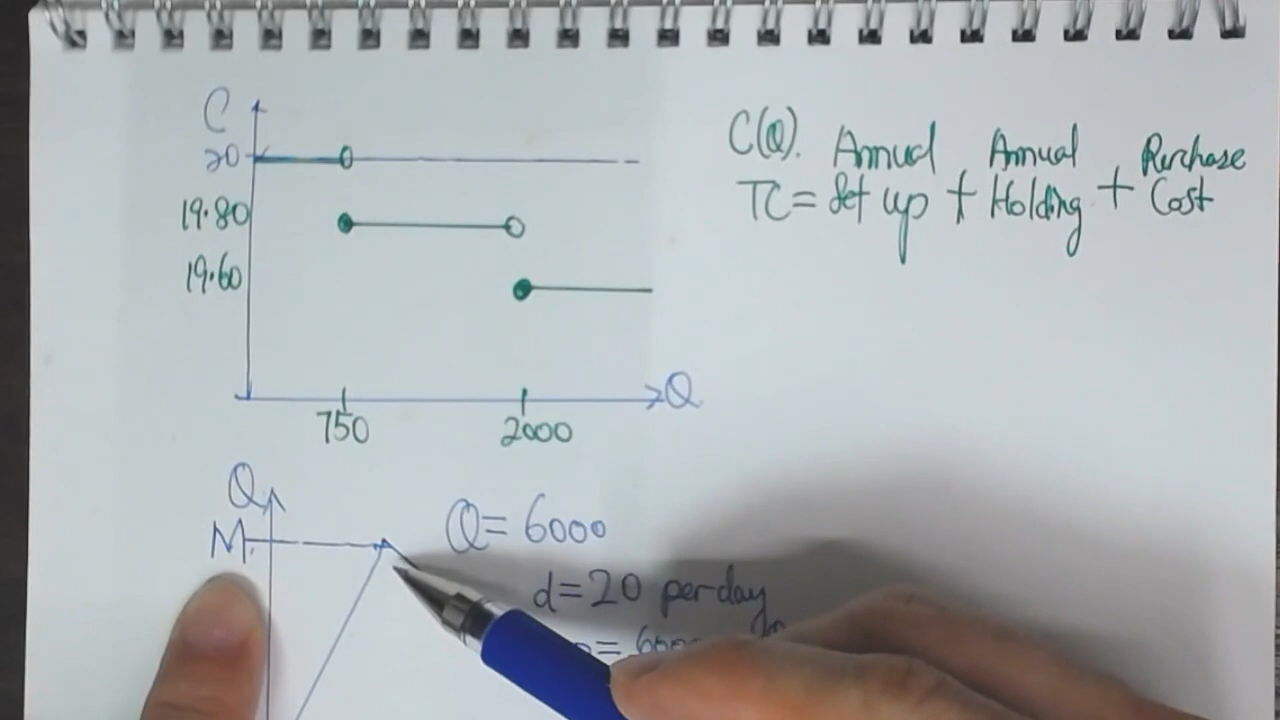 C
20
19.80
19.60
750 2000
Q
C(Q). Annual Annual Purchase
TC = Set up + Holding + Cost
Q
M
Q = 6000
d = 20 per day